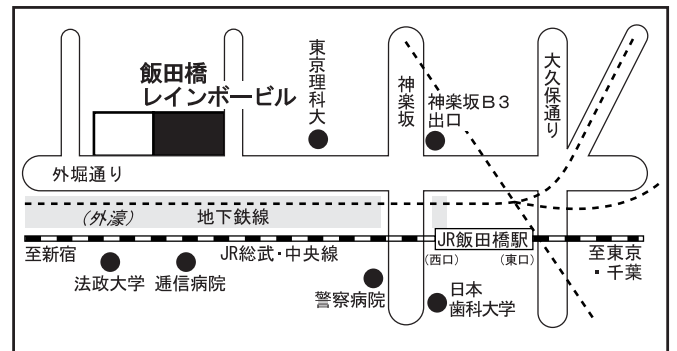 飯田橋
レインボービル
東京理科大
神楽坂
神楽坂B3
出口
大久保通り
外堀通り
(外濠)
地下鉄線
JR飯田橋駅
(西口)
(東口)
至新宿
JR総武・中央線
至東京
・千葉
法政大学
逓信病院
警察病院
日本
歯科大学